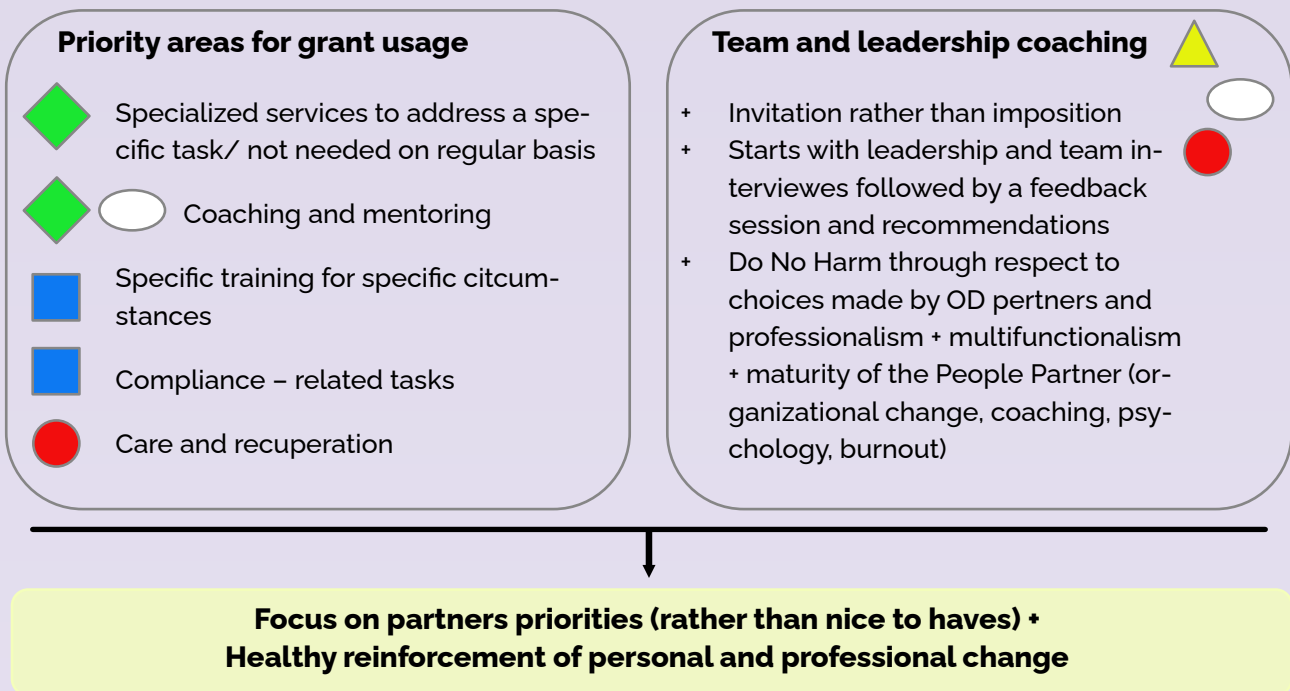 Priority areas for grant usage
Specialized services to address a spe-
cific task/ not needed on regular basis
Coaching and mentoring
Specific training for specific citcum-
stances
Compliance – related tasks
Care and recuperation
Team and leadership coaching
+ Invitation rather than imposition
+ Starts with leadership and team in-
terviewes followed by a feedback
session and recommendations
+ Do No Harm through respect to
choices made by OD pertners and
professionalism + multifunctionalism
+ maturity of the People Partner (or-
ganizational change, coaching, psy-
chology, burnout)
Focus on partners priorities (rather than nice to haves) +
Healthy reinforcement of personal and professional change